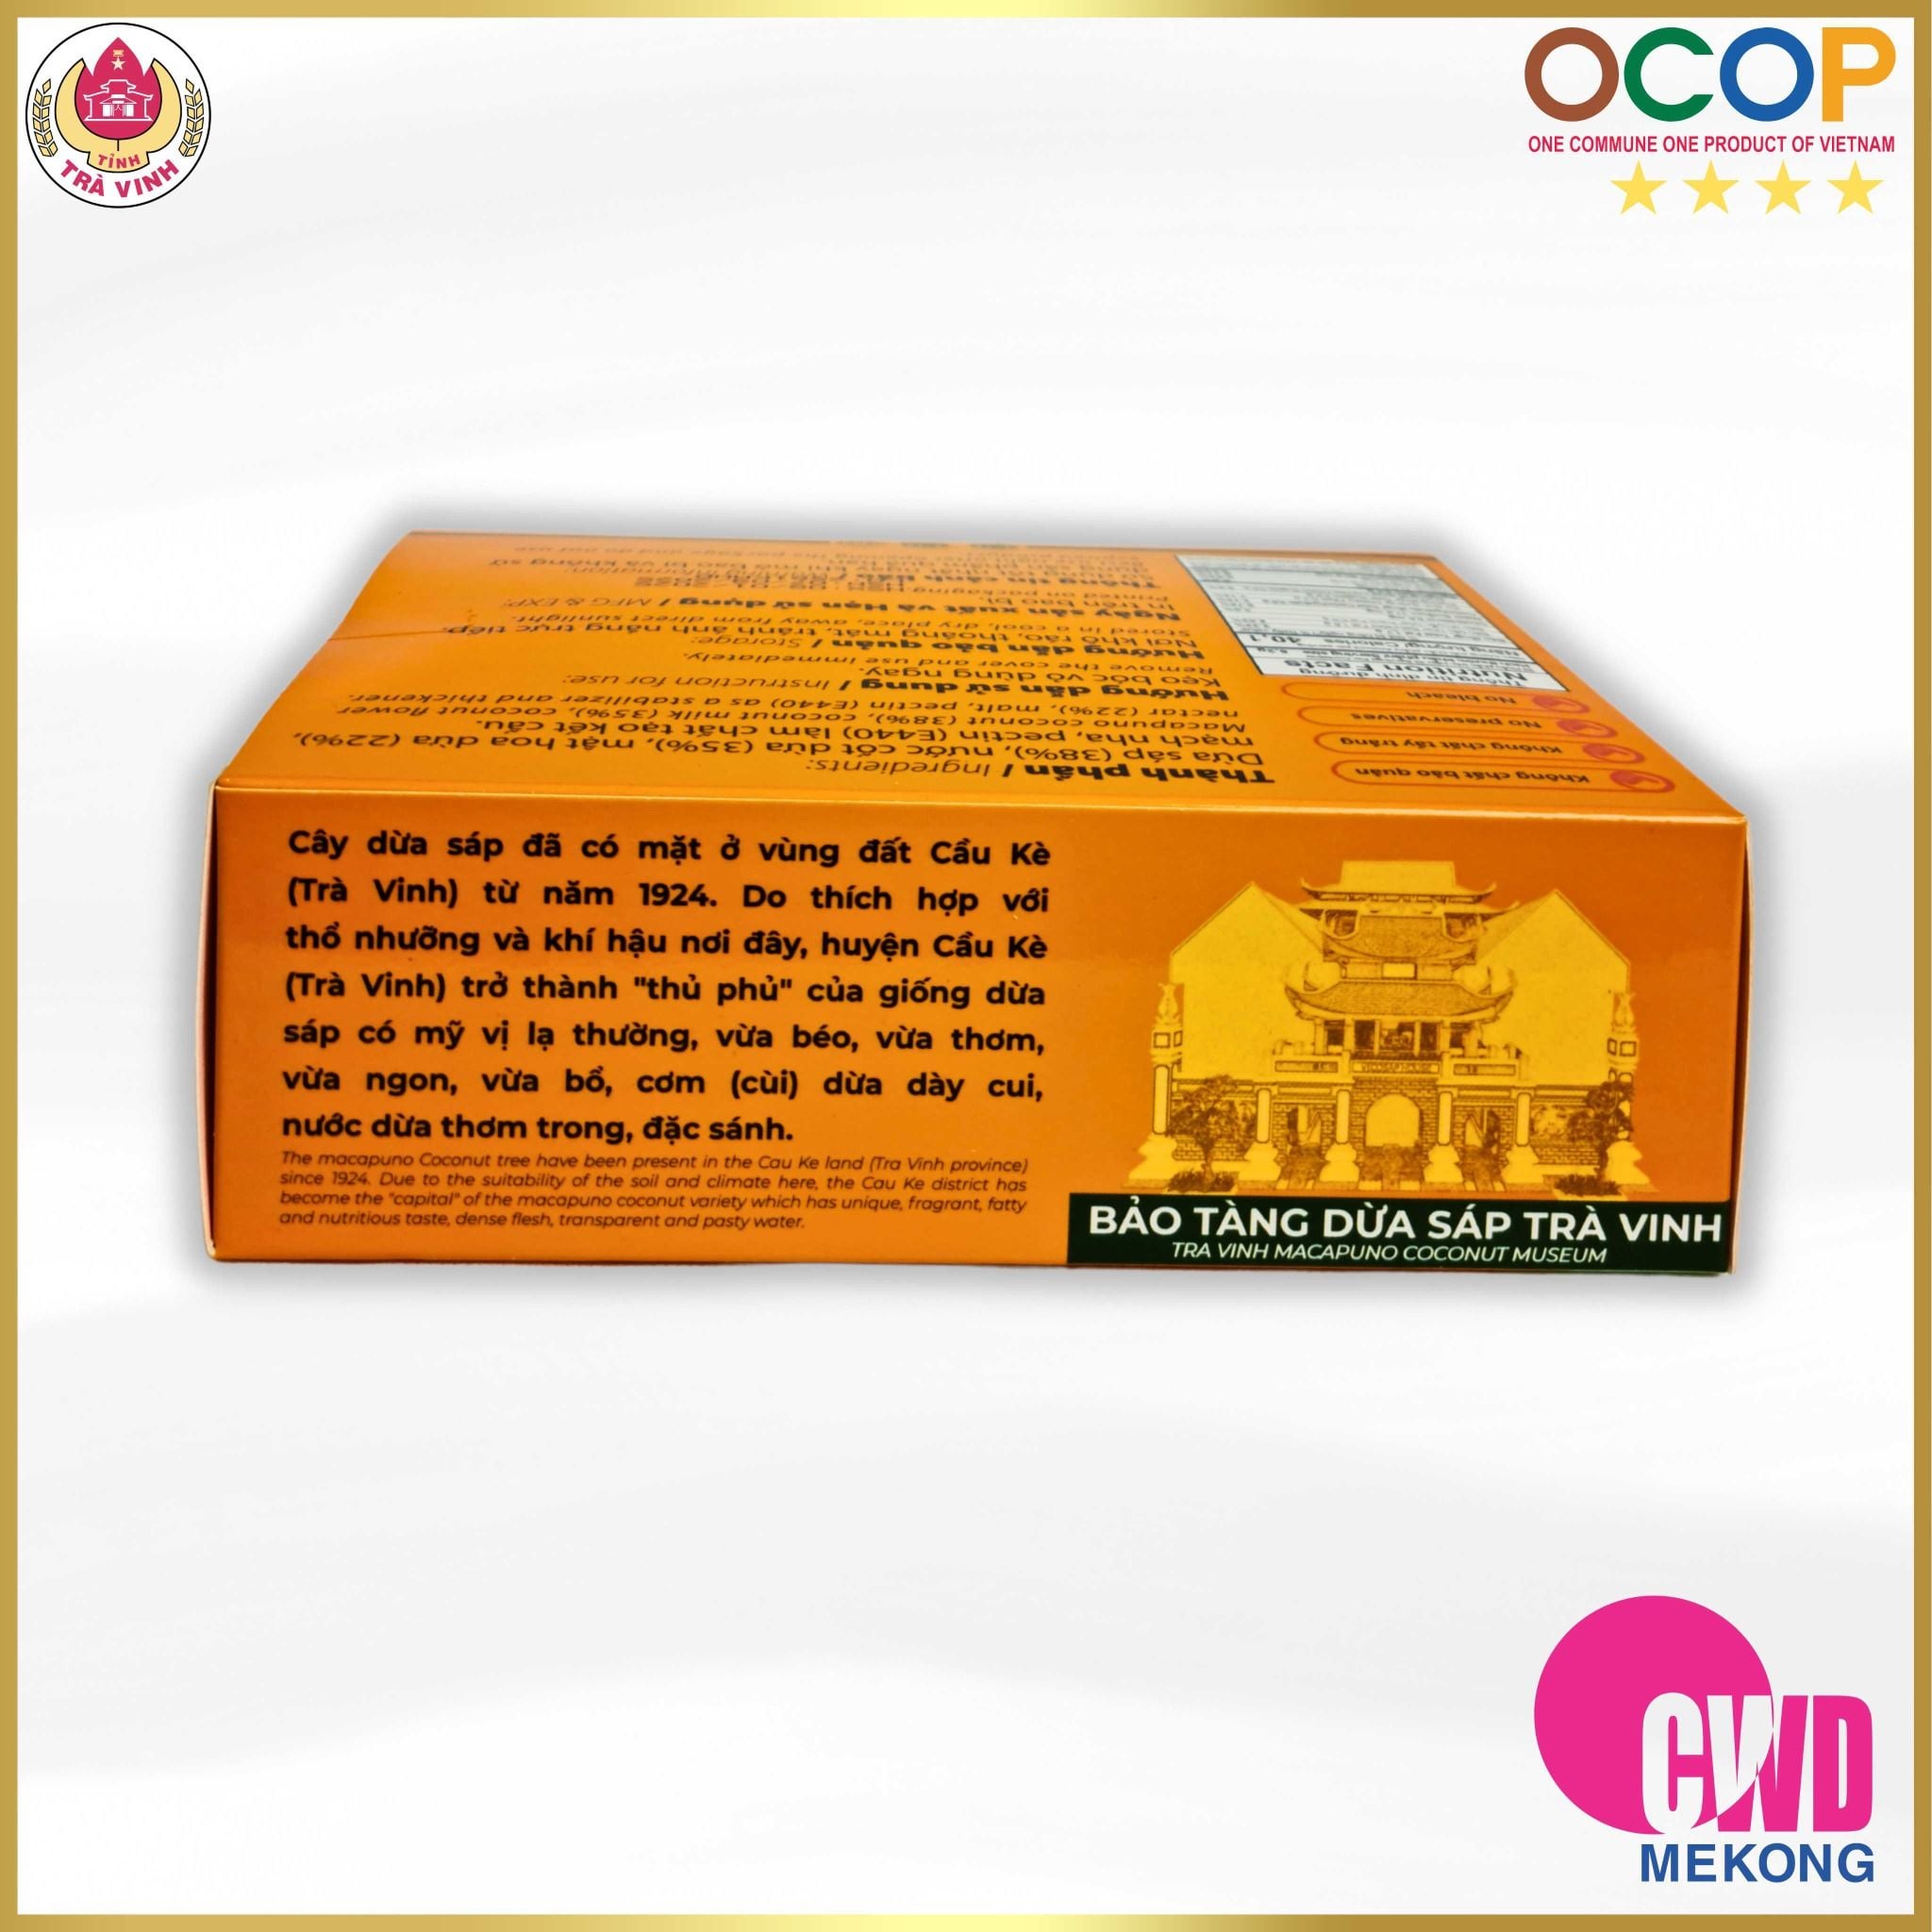 TỈNH
TRÀ VINH
OCOP
ONE COMMUNE ONE PRODUCT OF VIETNAM
Thành phần / Ingredients:
Dừa sáp (38%), nước cốt dừa (35%), mật hoa dừa (22%),
mạch nha, pectin (E440) làm chất tạo kết cấu.
Macapuno coconut (38%), coconut milk (35%), coconut flower
nectar (22%), malt, pectin (E440) as a stabilizer and thickener.
Hướng dẫn sử dụng / Instruction for use:
Kéo bóc vỏ dùng ngay.
Remove the cover and use immediately.
Hướng dẫn bảo quản / Storage:
Nơi khô ráo, thoáng mát, tránh ánh nắng trực tiếp.
Stored in a cool, dry place, away from direct sunlight.
Ngày sản xuất và Hạn sử dụng / MFG & EXP:
In trên bao bì.
Printed on packaging
Không chất bảo quản
Không chất tẩy trắng
No preservatives
No bleach
Nutrition Facts
40,1
Cây dừa sáp đã có mặt ở vùng đất Cầu Kè
(Trà Vinh) từ năm 1924. Do thích hợp với
thổ nhưỡng và khí hậu nơi đây, huyện Cầu Kè
(Trà Vinh) trở thành "thủ phủ" của giống dừa
sáp có mỹ vị lạ thường, vừa béo, vừa thơm,
vừa ngon, vừa bổ, cơm (cùi) dừa dày cui,
nước dừa thơm trong, đặc sánh.
The macapuno Coconut tree have been present in the Cau Ke land (Tra Vinh province)
since 1924. Due to the suitability of the soil and climate here, the Cau Ke district has
become the "capital" of the macapuno coconut variety which has unique, fragrant, fatty
and nutritious taste, dense flesh, transparent and pasty water.
BẢO TÀNG DỪA SÁP TRÀ VINH
TRA VINH MACAPUNO COCONUT MUSEUM
CWD
MEKONG